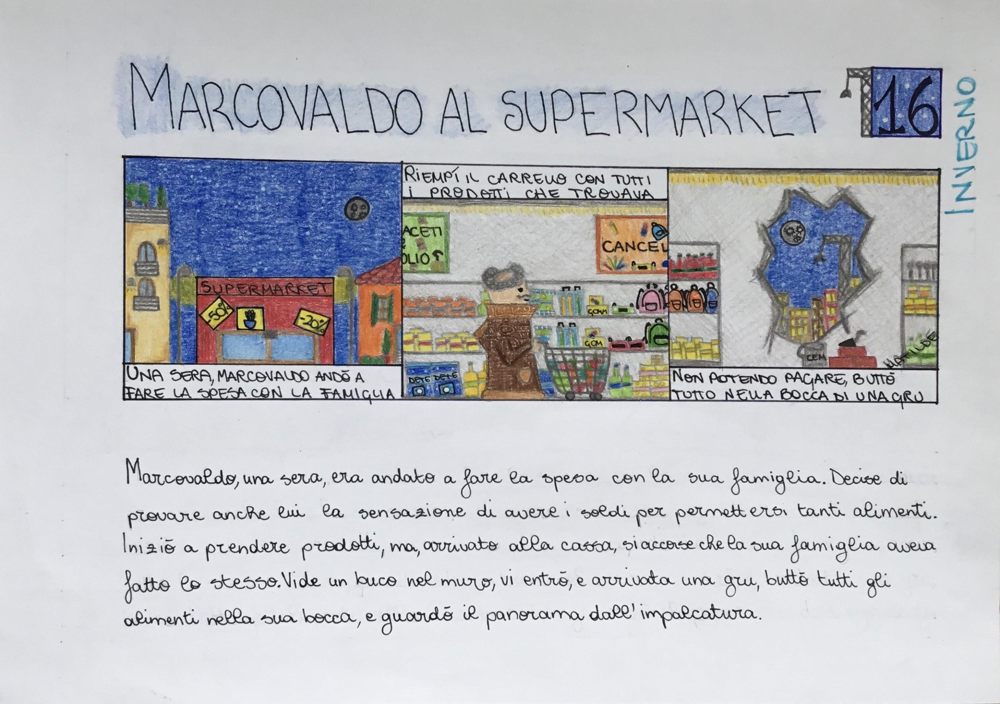 MARCOVALDO AL SUPERMARKET
16
INVERNO
SUPERMARKET
-50%
-20%
UNA SERA, MARCOVALDO ANDÒ A
FARE LA SPESA CON LA FAMIGLIA
RIEMPÍ IL CARRELLO CON TUTTI
I PRODOTTI CHE TROVAVA
ACETI
&
OLIO
CANCEL
GOMM
GOM
DETE DETE
CEM
MATILDE
NON POTENDO PAGARE, BUTTÒ
TUTTO NELLA BOCCA DI UNA GRU
Marcovaldo, una sera, era andato a fare la spesa con la sua famiglia. Decise di
provare anche lui la sensazione di avere i soldi per permettersi tanti alimenti.
Iniziò a prendere prodotti, ma, arrivato alla cassa, si accorse che la sua famiglia aveva
fatto lo stesso. Vide un buco nel muro, vi entrò, e arrivata una gru, buttò tutti gli
alimenti nella sua bocca, e guardò il panorama dall'impalcatura.